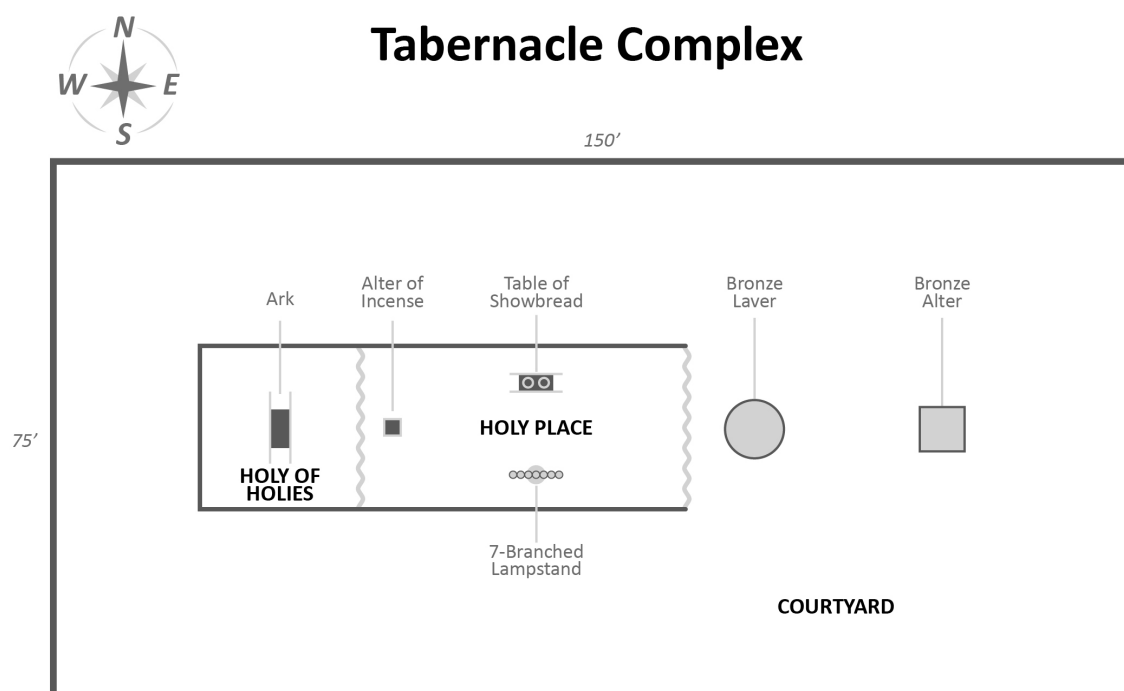 N
Tabernacle Complex
W E
S
150’
Ark
Alter of
Incense
Table of
Showbread
Bronze
Laver
Bronze
Alter
75’
HOLY PLACE
HOLY OF
HOLIES
7-Branched
Lampstand
COURTYARD